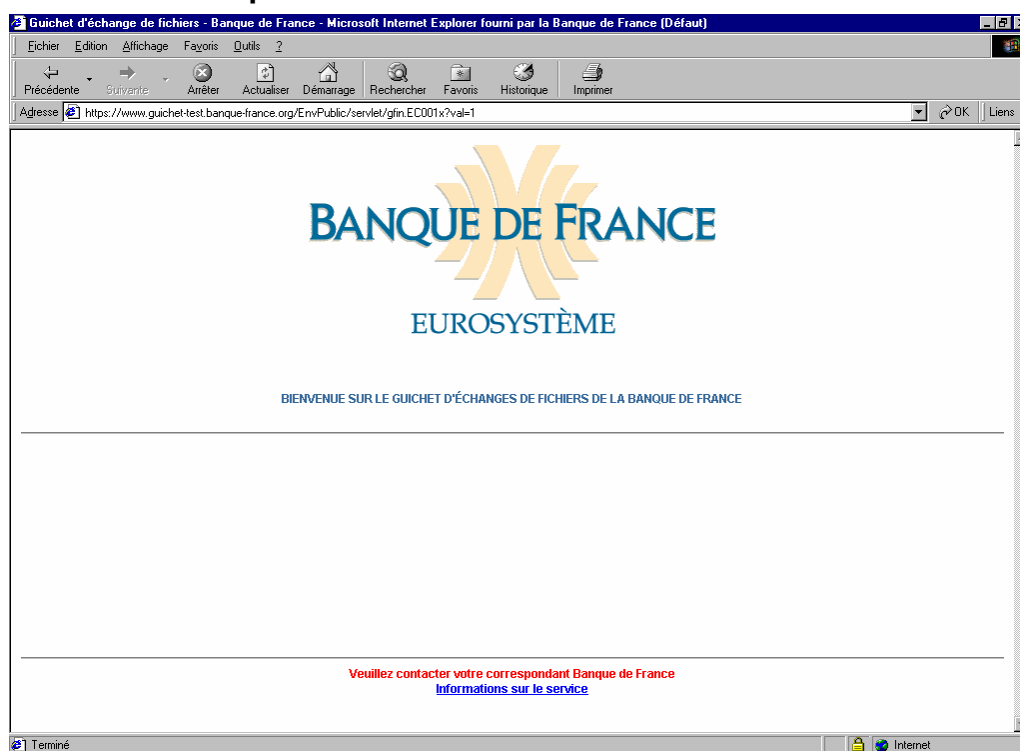 Guichet d'échange de fichiers - Banque de France - Microsoft Internet Explorer fourni par la Banque de France (Défaut)
Fichier Edition Affichage Favoris Outils ?
Précédente Suivante Arrêter Actualiser Démarrage Rechercher Favoris Historique Imprimer
Adresse https://www.guichet-test.banque-france.org/EnvPublic/servlet/gfin.EC001x?val=1 OK Liens
BANQUE DE FRANCE
EUROSYSTÈME
BIENVENUE SUR LE GUICHET D'ÉCHANGES DE FICHIERS DE LA BANQUE DE FRANCE
Veuillez contacter votre correspondant Banque de France
Informations sur le service
Terminé Internet